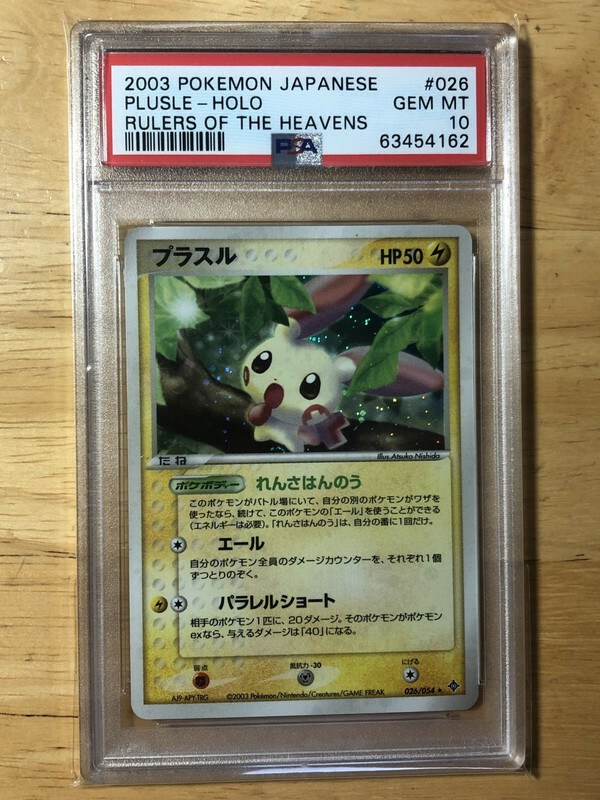 2003 POKEMON JAPANESE #026
PLUSLE - HOLO GEM MT
RULERS OF THE HEAVENS 10
PSA 63454162
プラスル HP50
たね Illus. Atsuko Nishida
ポケボディー れんさはんのう
このポケモンがバトル場にいて、自分の別のポケモンがワザを
使ったなら、続けて、このポケモンの「エール」を使うことができる
(エネルギーは必要)。「れんさはんのう」は、自分の番に1回だけ。
エール
自分のポケモン全員のダメージカウンターを、それぞれ1個
ずつとりのぞく。
パラレルショート
相手のポケモン1匹に、20ダメージ。そのポケモンがポケモン
exなら、与えるダメージは「40」になる。
弱点 抵抗力 -30 にげる
AJ9-APY-TRG ©2003 Pokémon/Nintendo/Creatures/GAME FREAK 026/054 ★